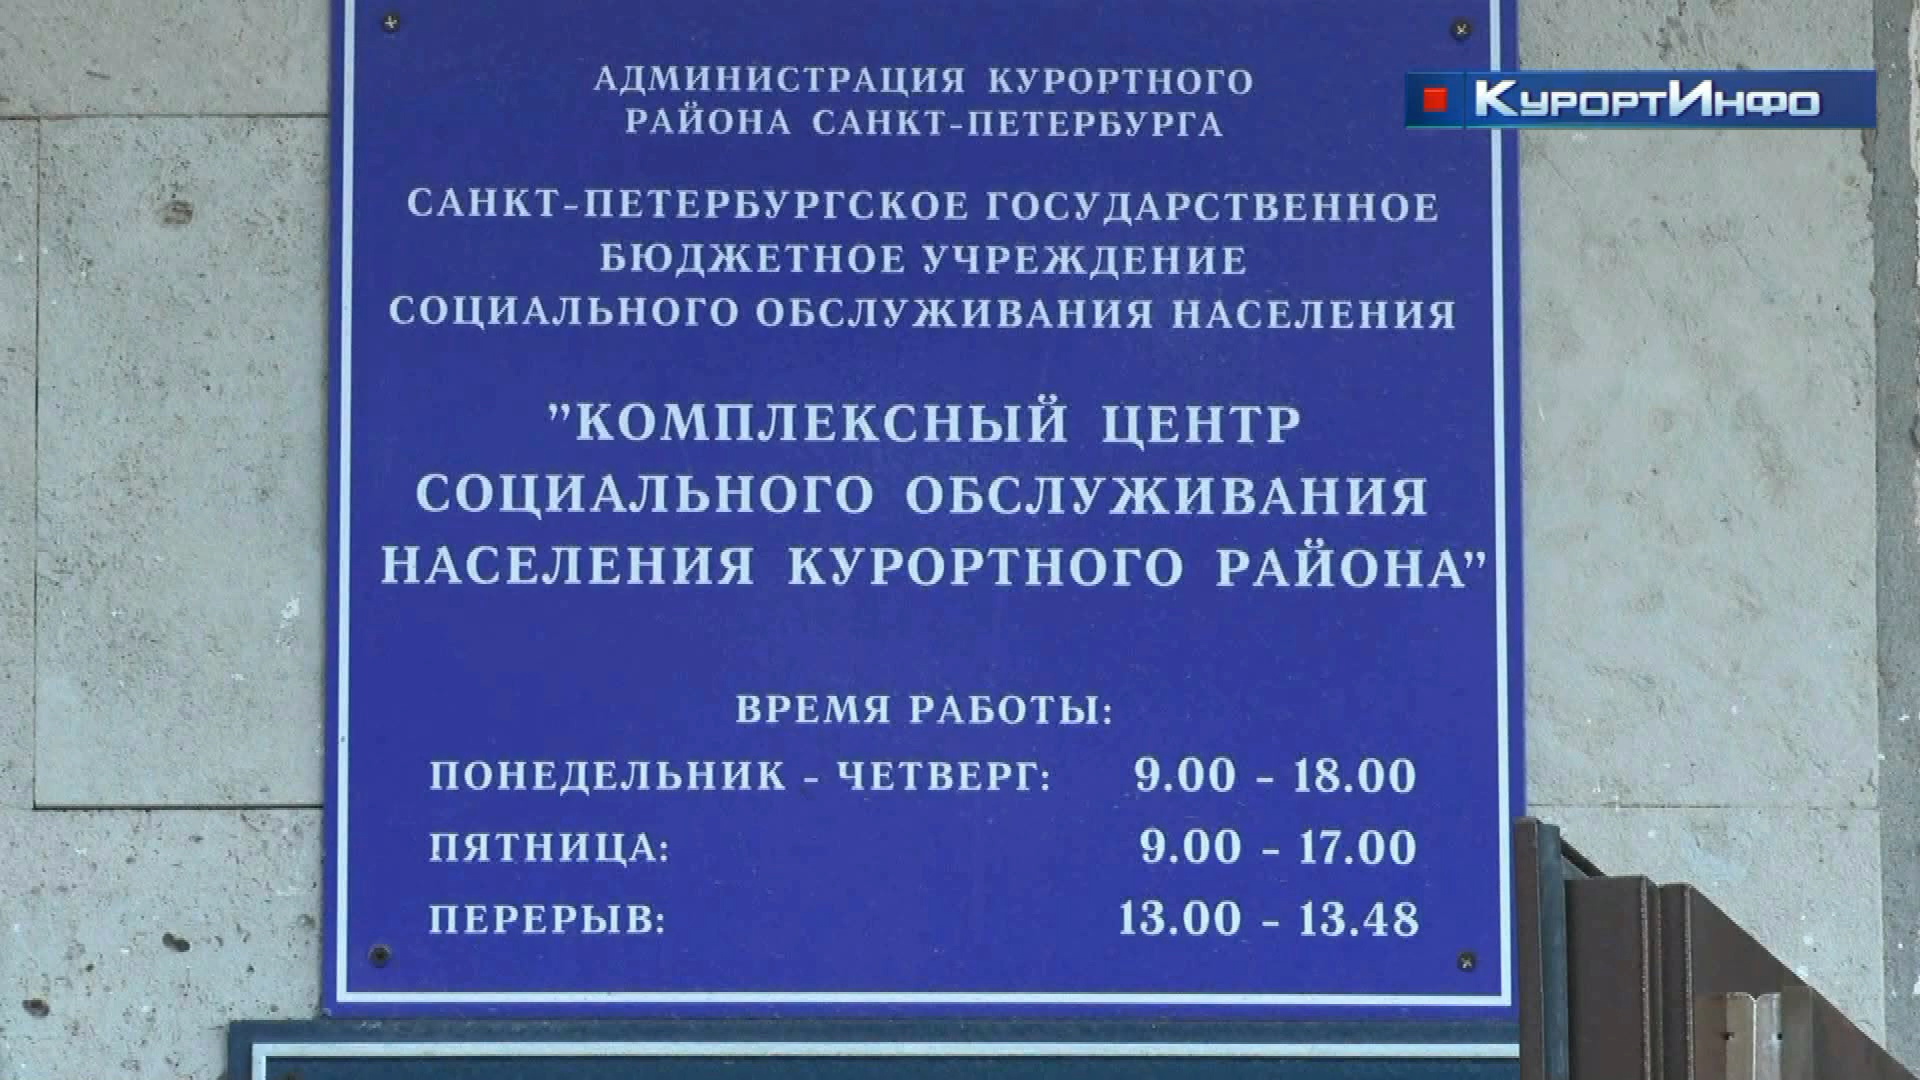 АДМИНИСТРАЦИЯ КУРОРТНОГО
РАЙОНА САНКТ-ПЕТЕРБУРГА
КУРОРТИНФО
САНКТ-ПЕТЕРБУРГСКОЕ ГОСУДАРСТВЕННОЕ
БЮДЖЕТНОЕ УЧРЕЖДЕНИЕ
СОЦИАЛЬНОГО ОБСЛУЖИВАНИЯ НАСЕЛЕНИЯ
"КОМПЛЕКСНЫЙ ЦЕНТР
СОЦИАЛЬНОГО ОБСЛУЖИВАНИЯ
НАСЕЛЕНИЯ КУРОРТНОГО РАЙОНА"
ВРЕМЯ РАБОТЫ:
ПОНЕДЕЛЬНИК - ЧЕТВЕРГ: 9.00 - 18.00
ПЯТНИЦА: 9.00 - 17.00
ПЕРЕРЫВ: 13.00 - 13.48